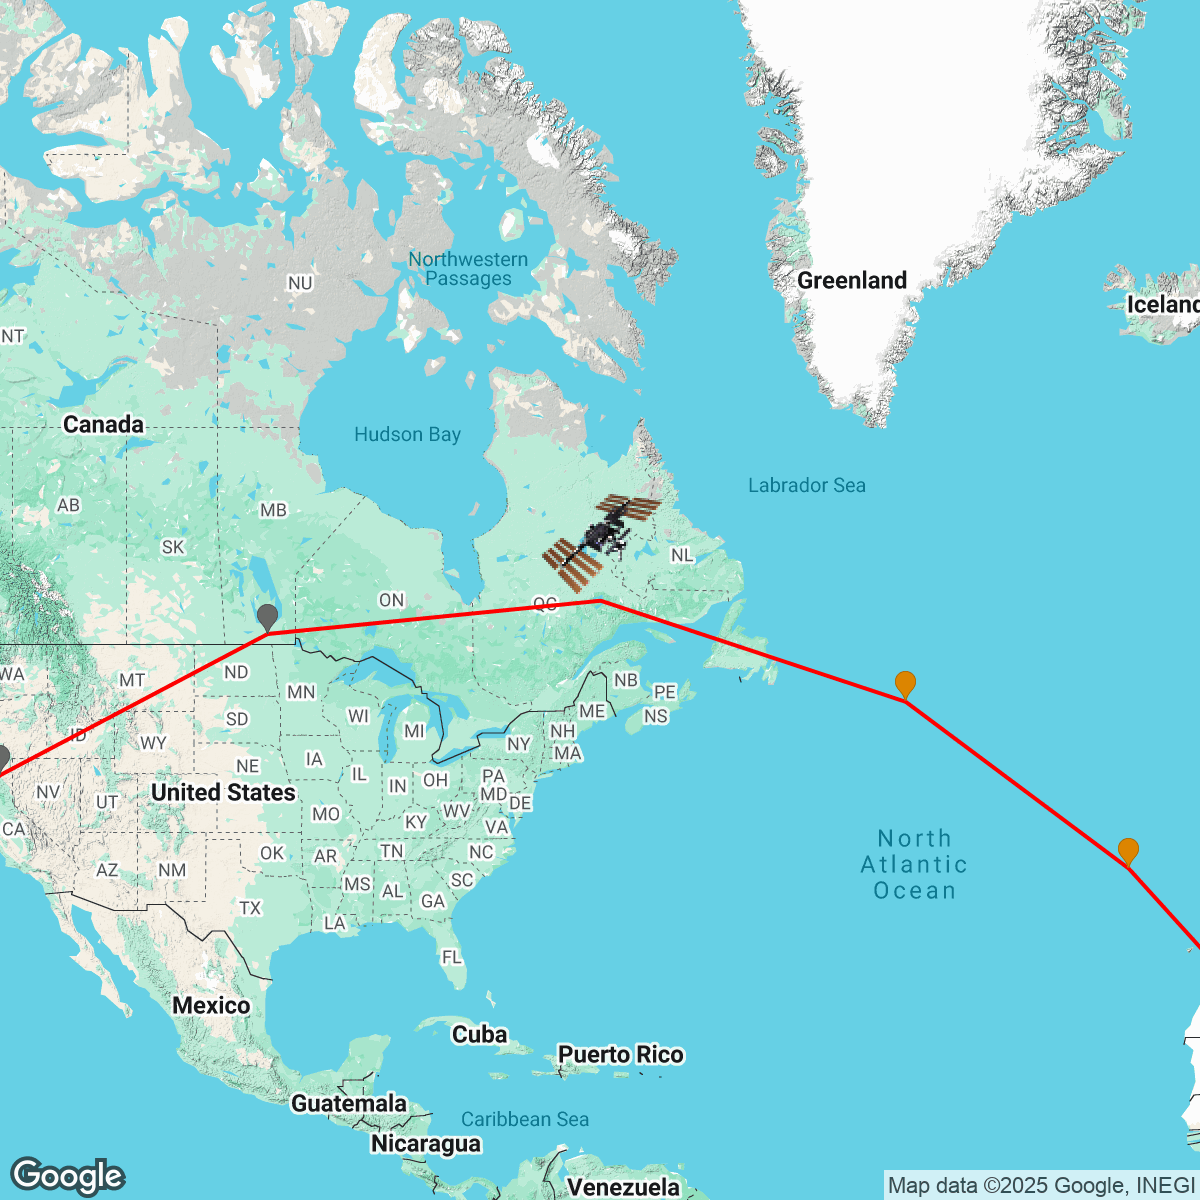 Northwestern
Passages
NU
Greenland
Iceland
NT
Canada
Hudson Bay
Labrador Sea
AB
MB
SK
NL
ON
QC
WA
MT
ND
MN
NB
PE
ID
SD
WI
MI
ME
NS
WY
NY
NH
MA
NE
IA
IL
IN
OH
PA
MD
DE
NV
UT
United States
CA
MO
KY
WV
VA
North
Atlantic
Ocean
AZ
NM
OK
AR
TN
NC
MS
AL
SC
GA
TX
LA
FL
Mexico
Cuba
Puerto Rico
Guatemala
Caribbean Sea
Nicaragua
Venezuela
Google
Map data ©2025 Google, INEGI